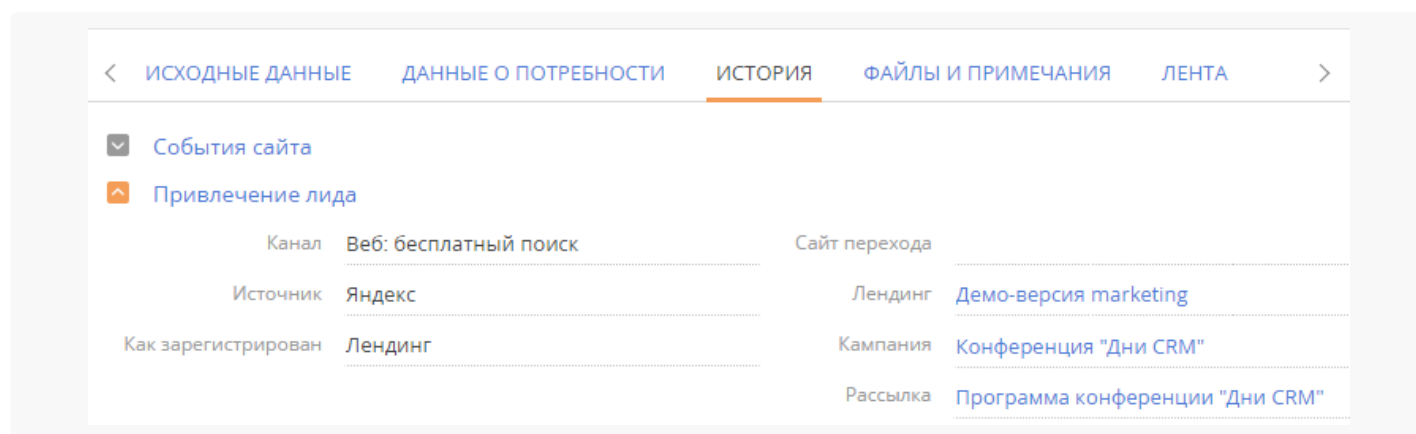 ИСХОДНЫЕ ДАННЫЕ ДАННЫЕ О ПОТРЕБНОСТИ ИСТОРИЯ ФАЙЛЫ И ПРИМЕЧАНИЯ ЛЕНТА
События сайта
Привлечение лида
Канал Веб: бесплатный поиск Сайт перехода
Источник Яндекс Лендинг Демо-версия marketing
Как зарегистрирован Лендинг Кампания Конференция "Дни CRM"
Рассылка Программа конференции "Дни CRM"